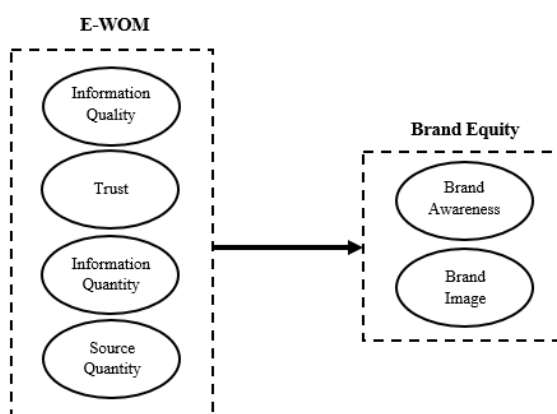 E-WOM
Information
Quality
Trust
Information
Quantity
Source
Quantity
Brand Equity
Brand
Awareness
Brand
Image